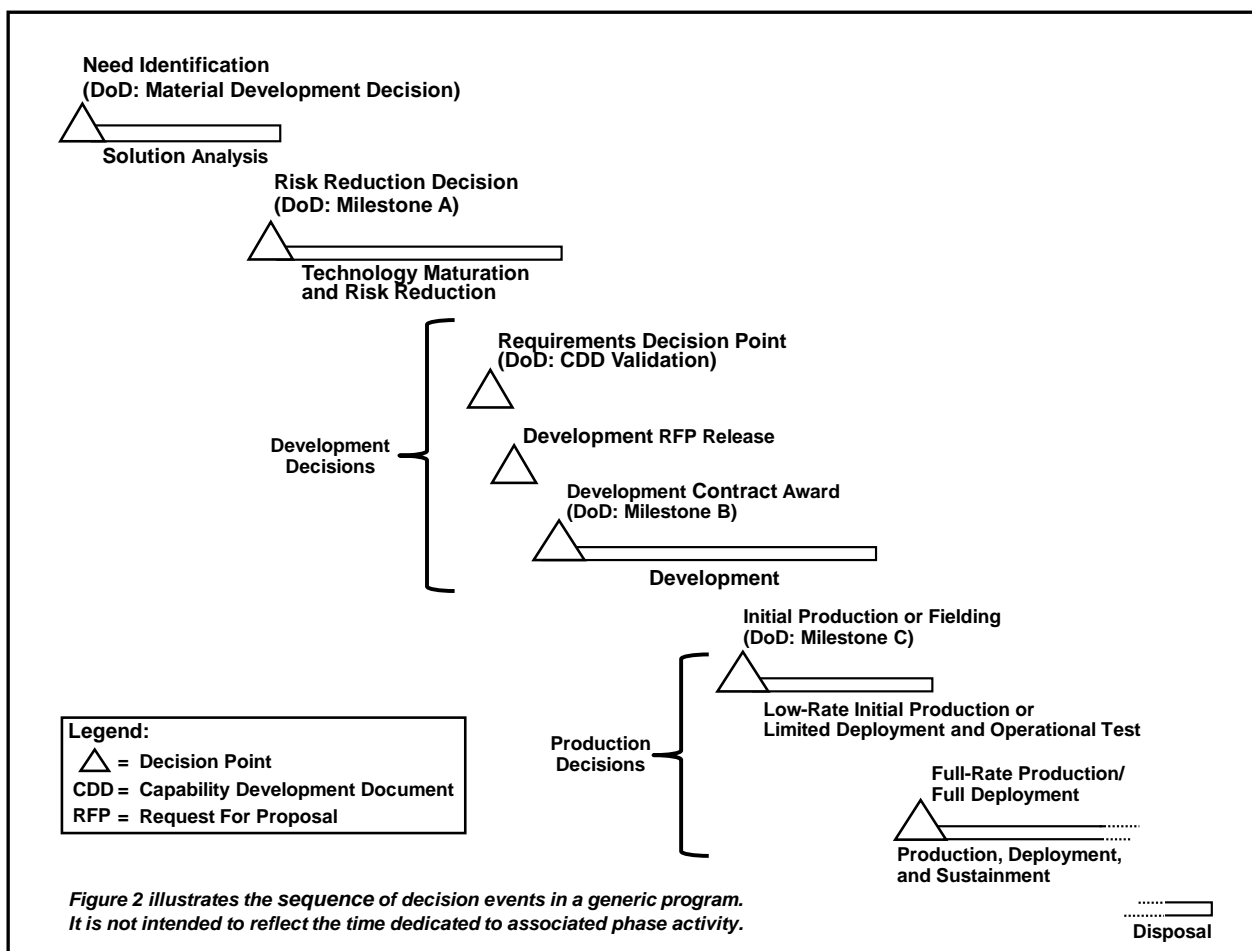 Need Identification
(DoD: Material Development Decision)
Solution Analysis
Risk Reduction Decision
(DoD: Milestone A)
Technology Maturation
and Risk Reduction
Requirements Decision Point
(DoD: CDD Validation)
Development
Decisions
Development RFP Release
Development Contract Award
(DoD: Milestone B)
Development
Initial Production or Fielding
(DoD: Milestone C)
Low-Rate Initial Production or
Limited Deployment and Operational Test
Production
Decisions
Full-Rate Production/
Full Deployment
Production, Deployment,
and Sustainment
Disposal
Legend:
= Decision Point
CDD = Capability Development Document
RFP = Request For Proposal
Figure 2 illustrates the sequence of decision events in a generic program.
It is not intended to reflect the time dedicated to associated phase activity.